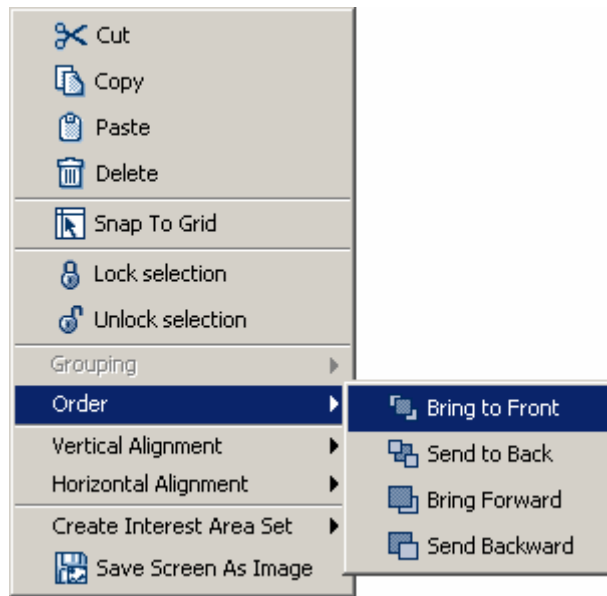 Cut
Copy
Paste
Delete
Snap To Grid
Lock selection
Unlock selection
Grouping
Order
Vertical Alignment
Horizontal Alignment
Create Interest Area Set
Save Screen As Image
Bring to Front
Send to Back
Bring Forward
Send Backward